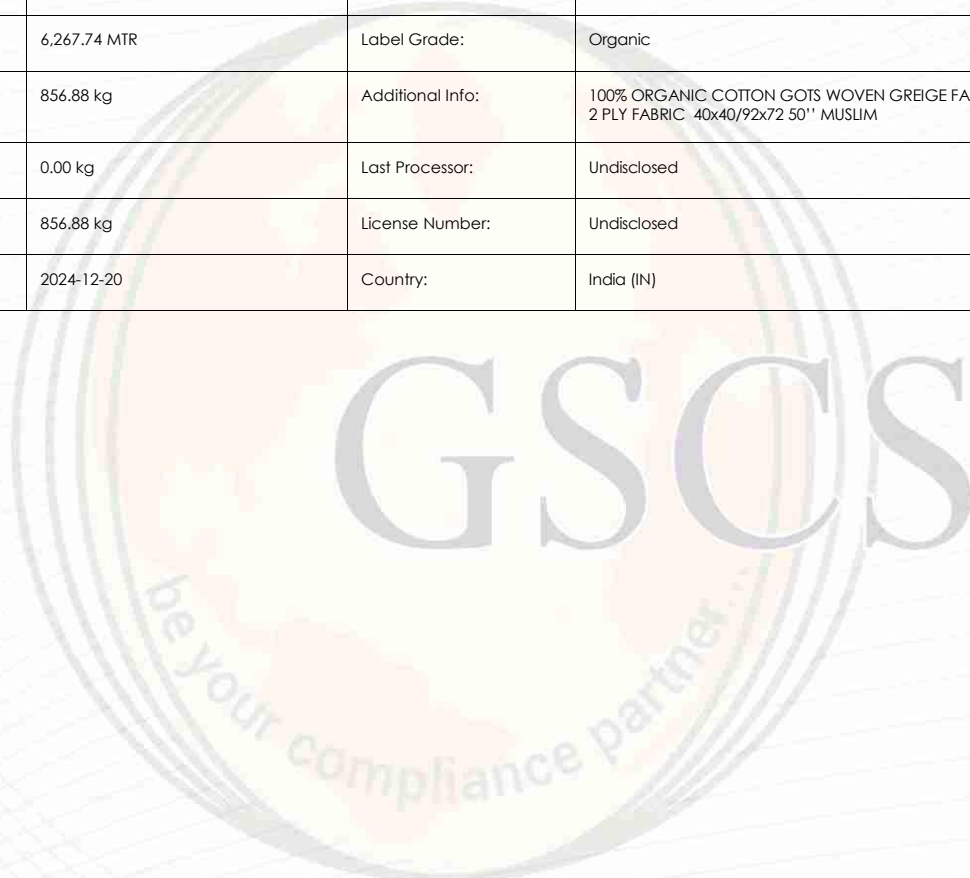 6,267.74 MTR Label Grade: Organic
856.88 kg Additional Info: 100% ORGANIC COTTON GOTS WOVEN GREIGE FA
2 PLY FABRIC 40x40/92x72 50'' MUSLIM
0.00 kg Last Processor: Undisclosed
856.88 kg License Number: Undisclosed
2024-12-20 Country: India (IN)
GSCS
be your compliance partner...